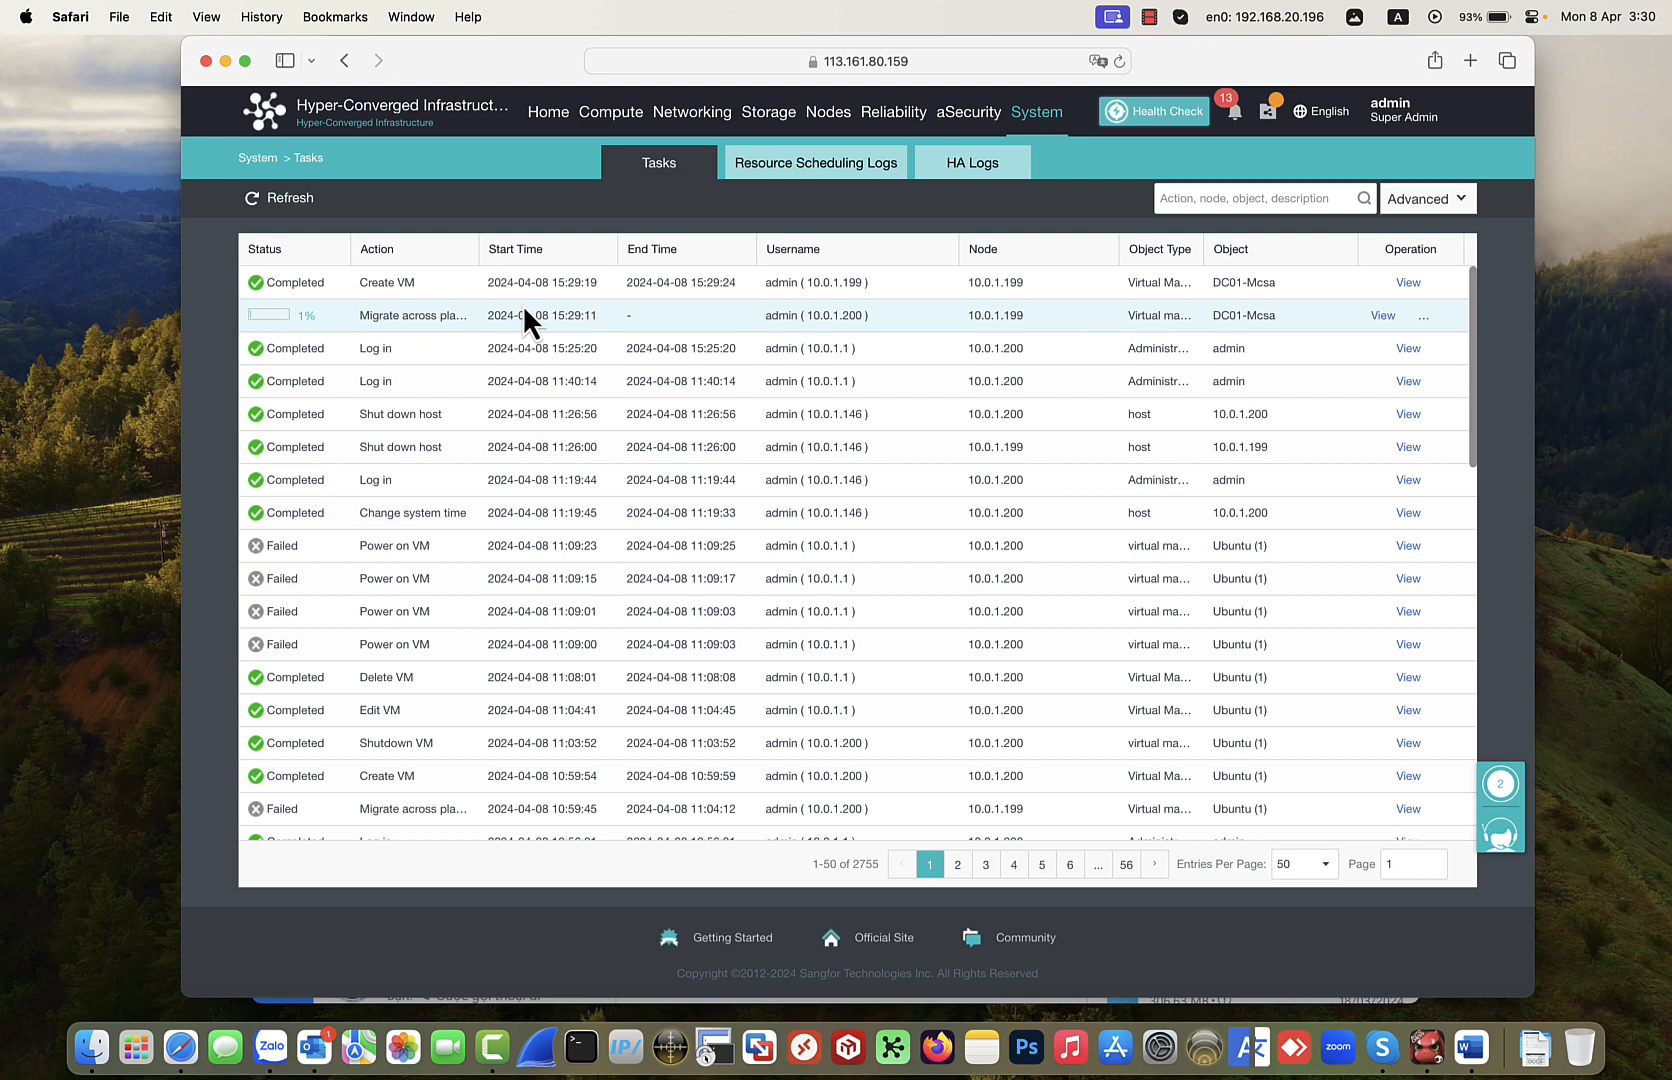 Safari File Edit View History Bookmarks Window Help
en0: 192.168.20.196 A 93% Mon 8 Apr 3:30
113.161.80.159
Hyper-Converged Infrastruct...
Hyper-Converged Infrastructure
Home Compute Networking Storage Nodes Reliability aSecurity System
Health Check
13
English
admin
Super Admin
System > Tasks
Tasks Resource Scheduling Logs HA Logs
Refresh
Action, node, object, description
Advanced
Status Action Start Time End Time Username Node Object Type Object Operation
Completed Create VM 2024-04-08 15:29:19 2024-04-08 15:29:24 admin ( 10.0.1.199 ) 10.0.1.199 Virtual Ma... DC01-Mcsa View
1% Migrate across pla... 2024-04-08 15:29:11 - admin ( 10.0.1.200 ) 10.0.1.199 Virtual ma... DC01-Mcsa View ...
Completed Log in 2024-04-08 15:25:20 2024-04-08 15:25:20 admin ( 10.0.1.1 ) 10.0.1.200 Administr... admin View
Completed Log in 2024-04-08 11:40:14 2024-04-08 11:40:14 admin ( 10.0.1.1 ) 10.0.1.200 Administr... admin View
Completed Shut down host 2024-04-08 11:26:56 2024-04-08 11:26:56 admin ( 10.0.1.146 ) 10.0.1.200 host 10.0.1.200 View
Completed Shut down host 2024-04-08 11:26:00 2024-04-08 11:26:00 admin ( 10.0.1.146 ) 10.0.1.199 host 10.0.1.199 View
Completed Log in 2024-04-08 11:19:44 2024-04-08 11:19:44 admin ( 10.0.1.146 ) 10.0.1.200 Administr... admin View
Completed Change system time 2024-04-08 11:19:45 2024-04-08 11:19:33 admin ( 10.0.1.146 ) 10.0.1.200 host 10.0.1.200 View
Failed Power on VM 2024-04-08 11:09:23 2024-04-08 11:09:25 admin ( 10.0.1.1 ) 10.0.1.200 virtual ma... Ubuntu (1) View
Failed Power on VM 2024-04-08 11:09:15 2024-04-08 11:09:17 admin ( 10.0.1.1 ) 10.0.1.200 virtual ma... Ubuntu (1) View
Failed Power on VM 2024-04-08 11:09:01 2024-04-08 11:09:03 admin ( 10.0.1.1 ) 10.0.1.200 virtual ma... Ubuntu (1) View
Failed Power on VM 2024-04-08 11:09:00 2024-04-08 11:09:03 admin ( 10.0.1.1 ) 10.0.1.200 virtual ma... Ubuntu (1) View
Completed Delete VM 2024-04-08 11:08:01 2024-04-08 11:08:08 admin ( 10.0.1.1 ) 10.0.1.200 Virtual Ma... Ubuntu (1) View
Completed Edit VM 2024-04-08 11:04:41 2024-04-08 11:04:45 admin ( 10.0.1.1 ) 10.0.1.200 Virtual Ma... Ubuntu (1) View
Completed Shutdown VM 2024-04-08 11:03:52 2024-04-08 11:03:52 admin ( 10.0.1.200 ) 10.0.1.200 virtual ma... Ubuntu (1) View
Completed Create VM 2024-04-08 10:59:54 2024-04-08 10:59:59 admin ( 10.0.1.200 ) 10.0.1.200 Virtual Ma... Ubuntu (1) View
Failed Migrate across pla... 2024-04-08 10:59:45 2024-04-08 11:04:12 admin ( 10.0.1.200 ) 10.0.1.199 Virtual ma... Ubuntu (1) View
2
1-50 of 2755 1 2 3 4 5 6 ... 56 Entries Per Page: 50 Page 1
Getting Started Official Site Community
Copyright ©2012-2024 Sangfor Technologies Inc. All Rights Reserved
306.63 MB 18/03/2024
Zalo 1 IP/ Ps zoom S W